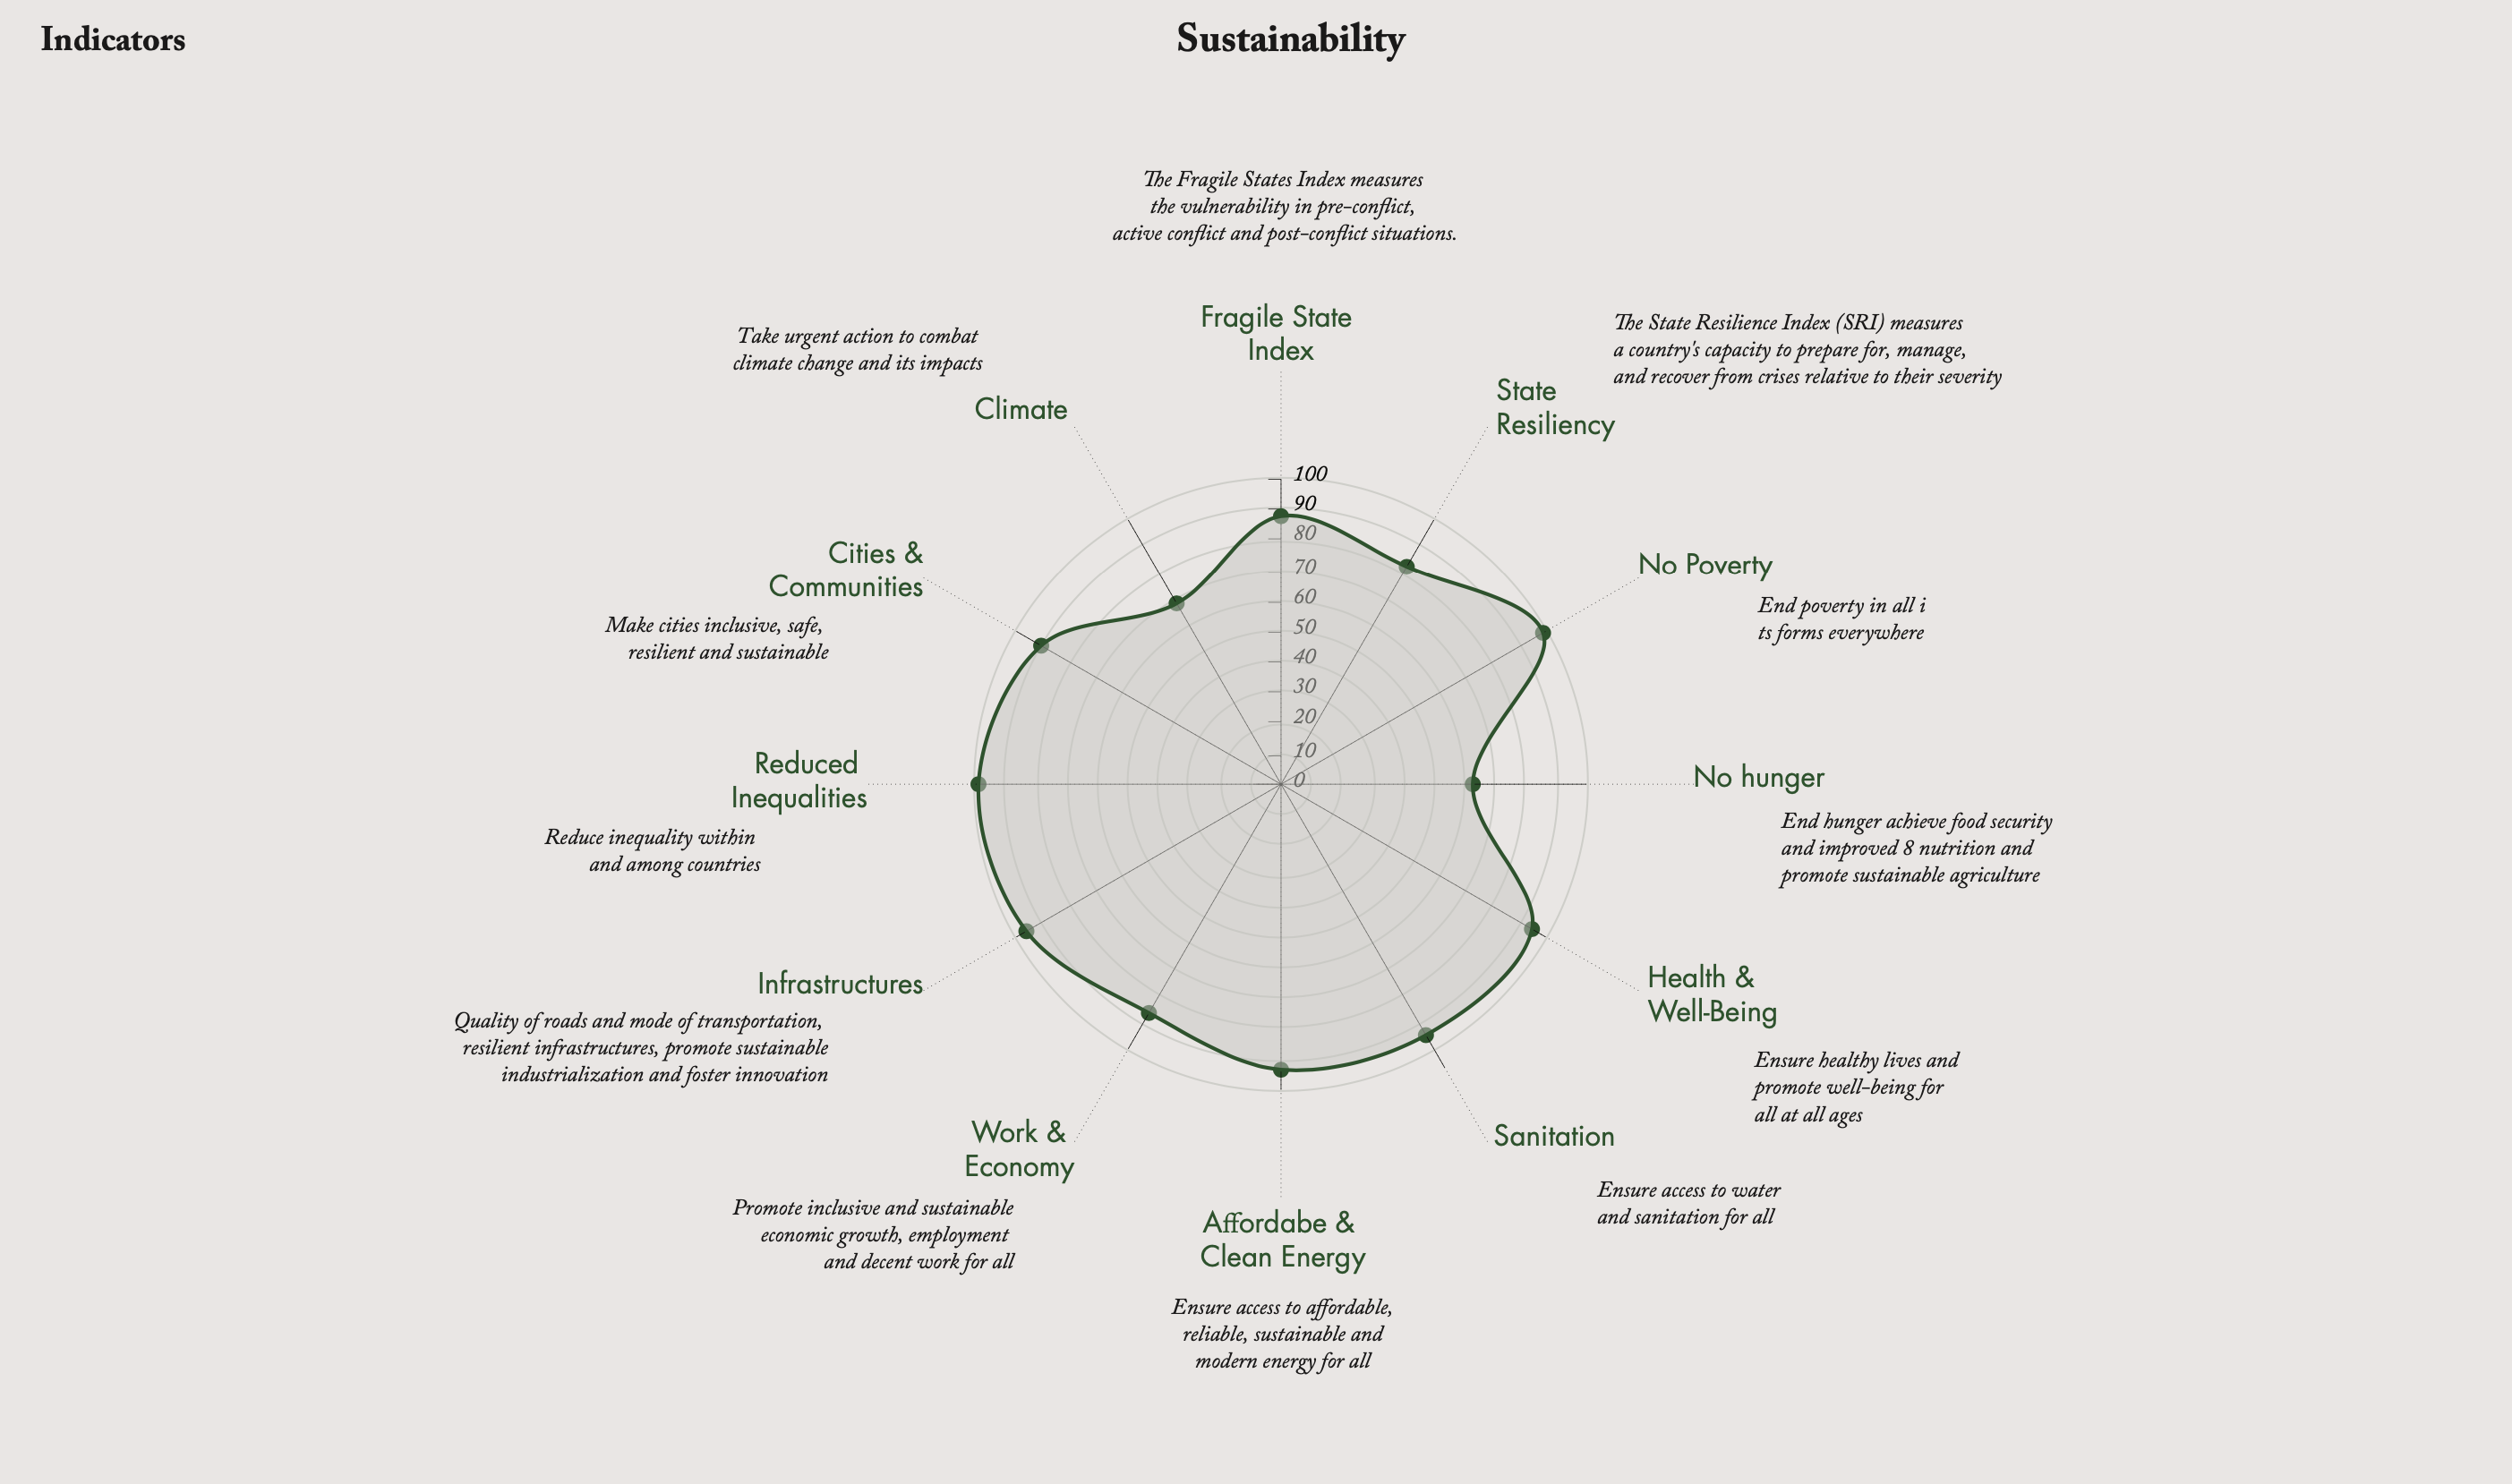 Indicators
Sustainability
The Fragile States Index measures
the vulnerability in pre-conflict,
active conflict and post-conflict situations.
Fragile State
Index
The State Resilience Index (SRI) measures
a country's capacity to prepare for, manage,
and recover from crises relative to their severity
State
Resiliency
Take urgent action to combat
climate change and its impacts
Climate
100
90
80
70
60
50
40
30
20
10
0
No Poverty
End poverty in all i
ts forms everywhere
Cities &
Communities
Make cities inclusive, safe,
resilient and sustainable
No hunger
End hunger achieve food security
and improved 8 nutrition and
promote sustainable agriculture
Reduced
Inequalities
Reduce inequality within
and among countries
Health &
Well-Being
Ensure healthy lives and
promote well-being for
all at all ages
Infrastructures
Quality of roads and mode of transportation,
resilient infrastructures, promote sustainable
industrialization and foster innovation
Sanitation
Ensure access to water
and sanitation for all
Work &
Economy
Promote inclusive and sustainable
economic growth, employment
and decent work for all
Affordabe &
Clean Energy
Ensure access to affordable,
reliable, sustainable and
modern energy for all